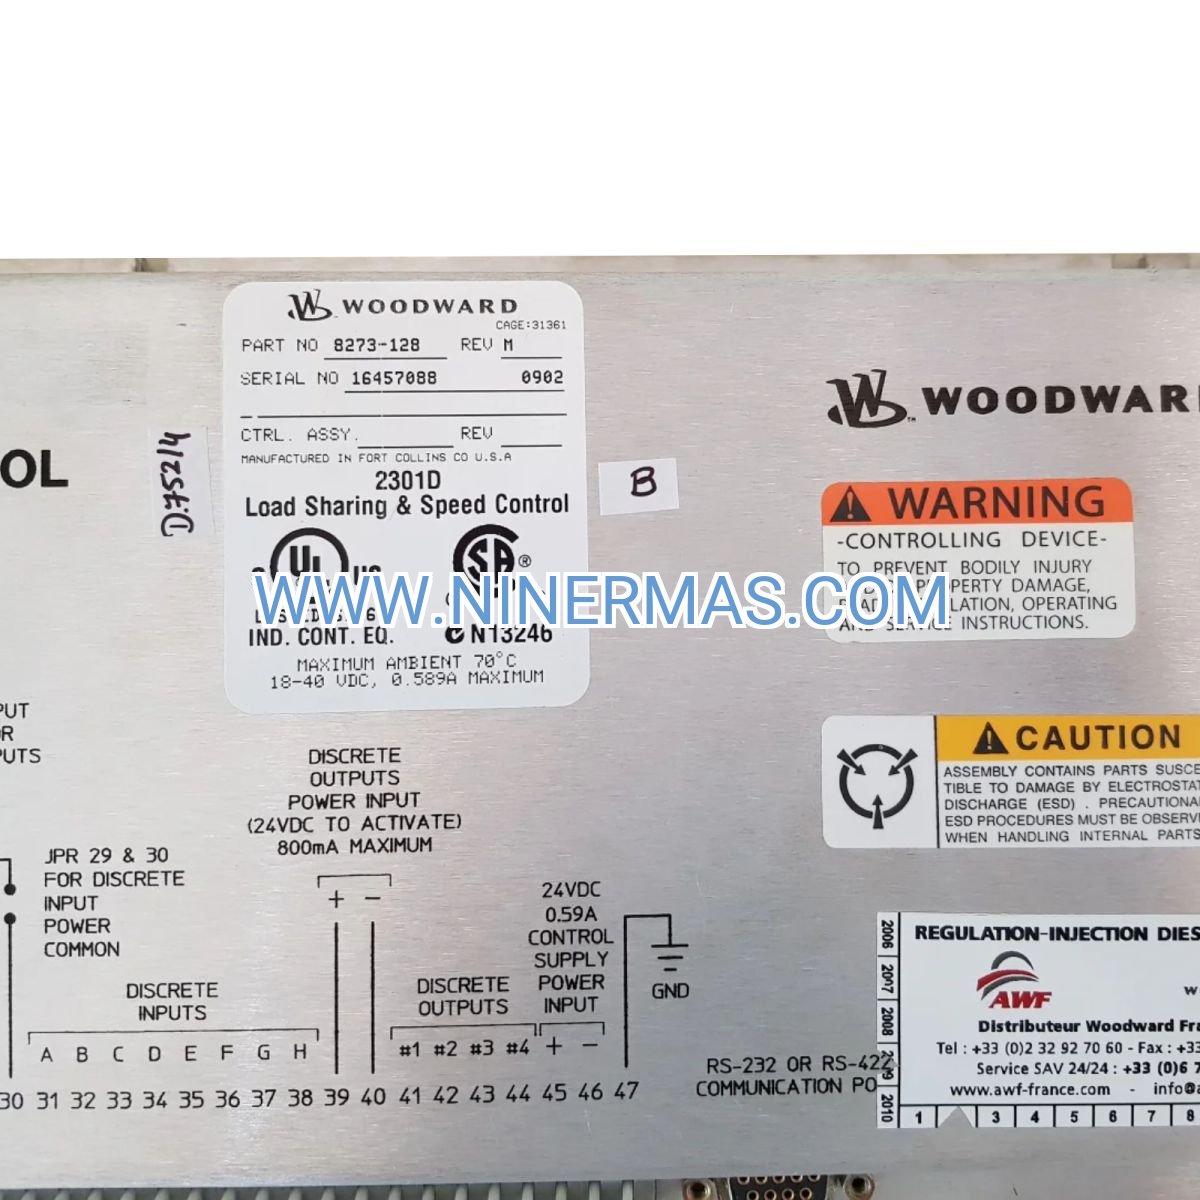 WOODWARD
CAGE:31361
PART NO 8273-128 REV M
SERIAL NO 16457088 0902
CTRL. ASSY. REV
MANUFACTURED IN FORT COLLINS CO U.S.A
2301D
Load Sharing & Speed Control
UL SA ®
WWW.NINERMAS.COM
IND. CONT. EQ. N13246
MAXIMUM AMBIENT 70°C
18-40 VDC, 0.589A MAXIMUM
B
OL
WOODWAR
WARNING
-CONTROLLING DEVICE-
TO PREVENT BODILY INJURY
PROPERTY DAMAGE,
OPERATING
INSTRUCTIONS.
CAUTION
ASSEMBLY CONTAINS PARTS SUSCE
TIBLE TO DAMAGE BY ELECTROSTAT
DISCHARGE (ESD) . PRECAUTIONA
ESD PROCEDURES MUST BE OBSERV
WHEN HANDLING INTERNAL PARTS
PUT
R
PUTS
DISCRETE
OUTPUTS
POWER INPUT
(24VDC TO ACTIVATE)
800mA MAXIMUM
JPR 29 & 30
FOR DISCRETE
INPUT
POWER
COMMON
+ −
24VDC
0.59A
CONTROL
SUPPLY
POWER
INPUT
GND
DISCRETE
INPUTS
DISCRETE
OUTPUTS
A B C D E F G H
#1 #2 #3 #4 + −
30 31 32 33 34 35 36 37 38 39 40 41 42 43 44 45 46 47
RS-232 OR RS-422
COMMUNICATION PO
REGULATION-INJECTION DIES
AWF
w
Distributeur Woodward Fra
Tel : +33 (0)2 32 92 70 60 - Fax : +33
Service SAV 24/24 : +33 (0)6 7
www.awf-france.com - info@a
2006 2007 2008 2009 2010
1 3 4 5 6 7 8